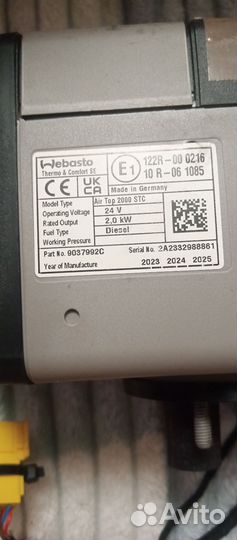 Webasto
Thermo & Comfort SE
CE UK CA
E1
122R-00 0216
10 R-06 1085
Made in Germany
Model Type Air Top 2000 STC
Operating Voltage 24 V
Rated Output 2,0 kW
Fuel Type Diesel
Working Pressure
Serial No. 2A2332988861
Part No. 9037992C
Year of Manufacture 2023 2024 2025
Avito